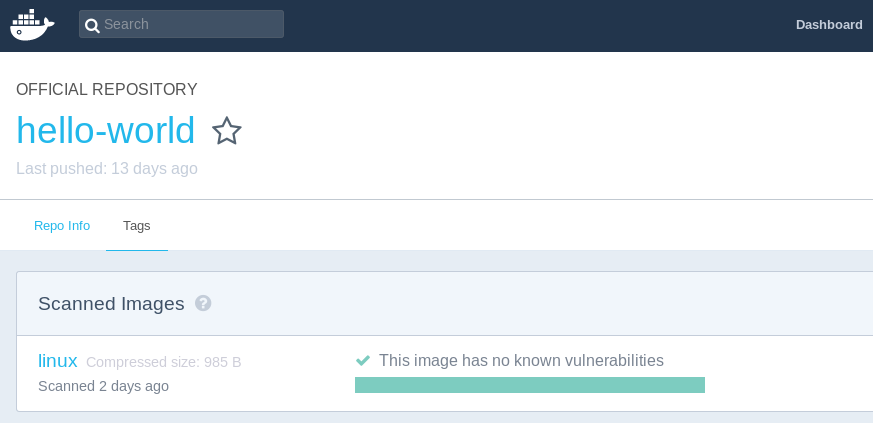 Search
Dashboard
OFFICIAL REPOSITORY
hello-world
Last pushed: 13 days ago
Repo Info
Tags
Scanned Images ?
linux Compressed size: 985 B
This image has no known vulnerabilities
Scanned 2 days ago